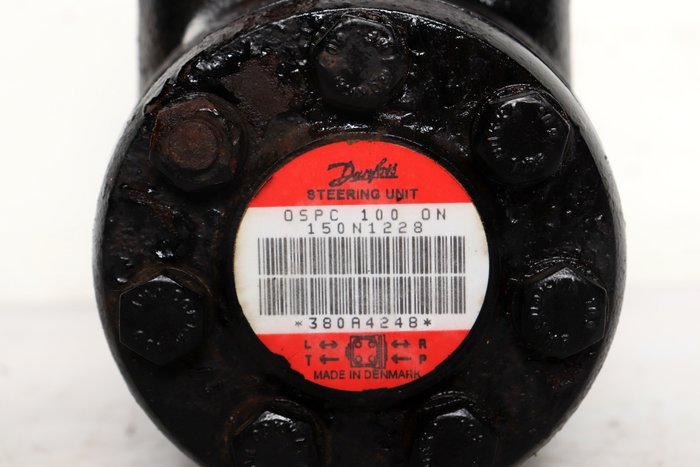 Danfoss
STEERING UNIT
OSPC 100 ON
150N1228
*380A4248*
L R
T P
MADE IN DENMARK